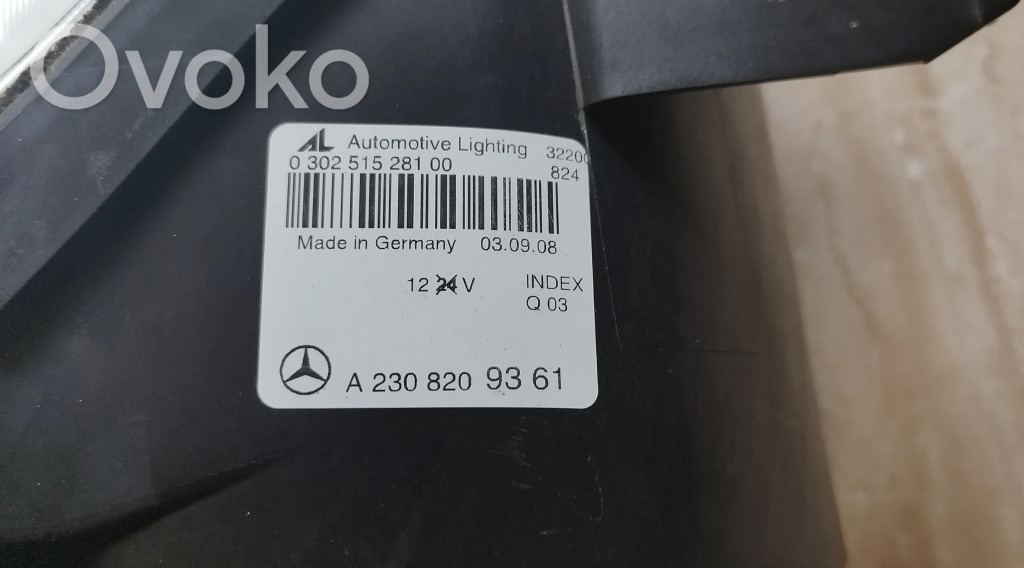 Ovoko
AL Automotive Lighting 32200
0 302 515 281 00 824
Made in Germany 03.09.08
12 24 V INDEX
Q 03
A 230 820 93 61